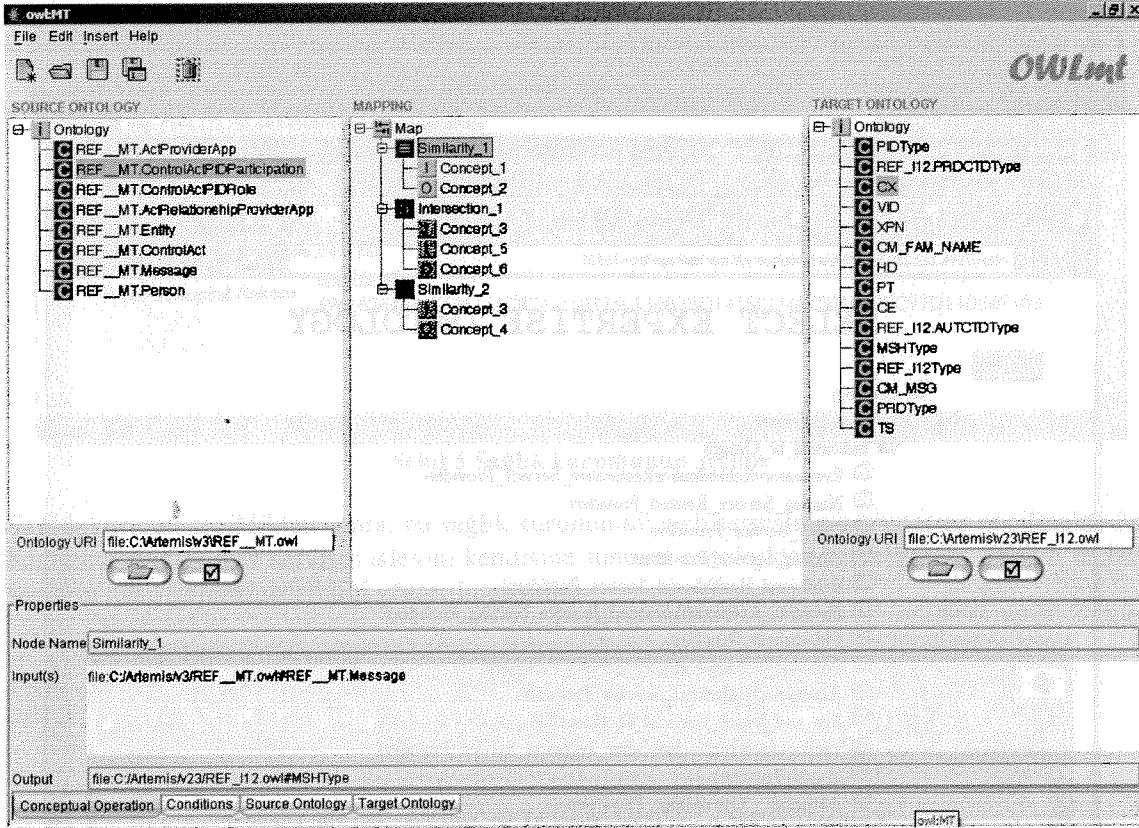 owl:MT
File Edit Insert Help
OWLmt
SOURCE ONTOLOGY
Ontology
REF__MT.ActProviderApp
REF__MT.ControlActPIDParticipation
REF__MT.ControlActPIDRole
REF__MT.ActRelationshipProviderApp
REF__MT.Entity
REF__MT.ControlAct
REF__MT.Message
REF__MT.Person
Ontology URI file:C:\Artemis\v3\REF__MT.owl
MAPPING
Map
Similarity_1
I Concept_1
O Concept_2
Intersection_1
Concept_3
Concept_5
Concept_6
Similarity_2
Concept_3
Concept_4
TARGET ONTOLOGY
Ontology
PIDType
REF_I12.PRDCTDType
CX
VID
XPN
CM_FAM_NAME
HD
PT
CE
REF_I12.AUTCTDType
MSHType
REF_I12Type
CM_MSG
PRDType
TS
Ontology URI file:C:\Artemis\v23\REF_I12.owl
Properties
Node Name Similarity_1
Input(s) file:C:/Artemis/v3/REF__MT.owl#REF__MT.Message
Output file:C:/Artemis/v23/REF_I12.owl#MSHType
Conceptual Operation Conditions Source Ontology Target Ontology
owl:MT